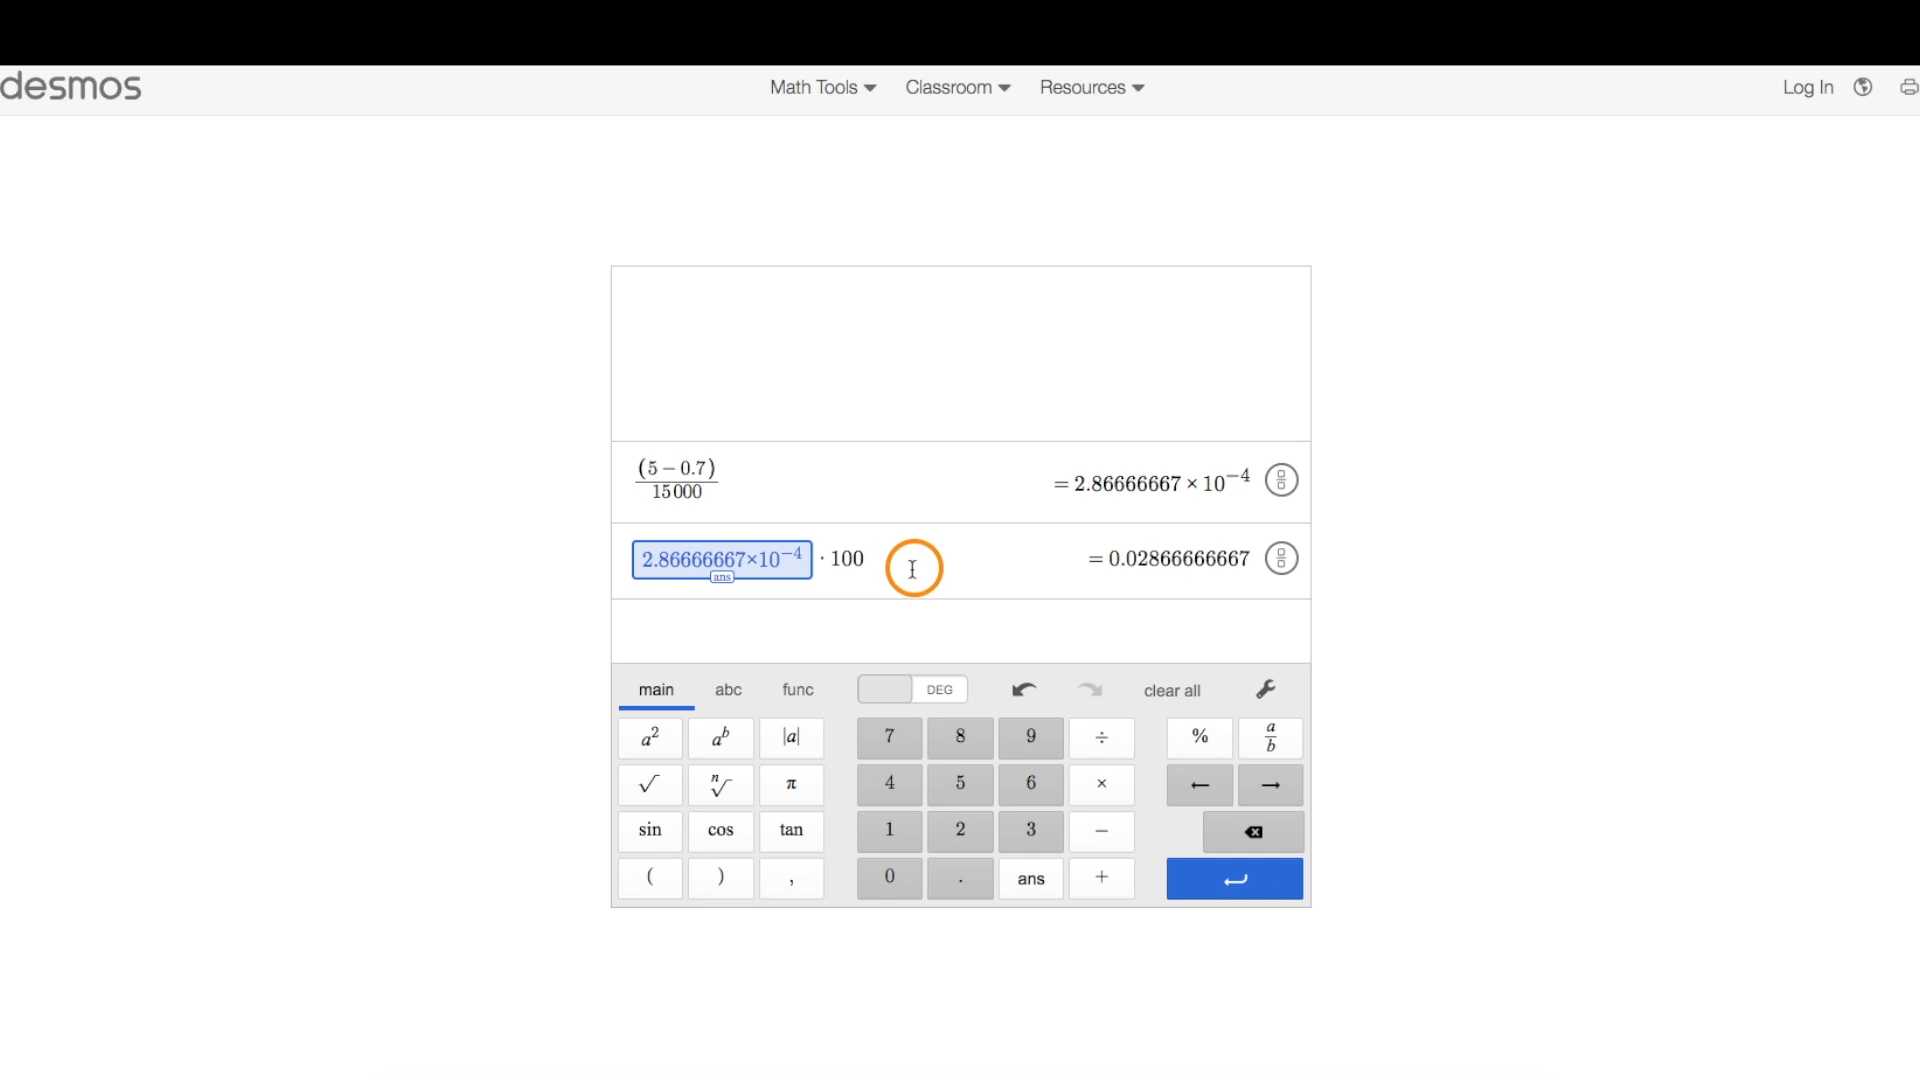 desmos Math Tools Classroom Resources Log In
(5 − 0.7)
15 000
= 2.86666667 × 10⁻⁴
2.86666667×10⁻⁴ · 100 = 0.02866666667
ans
main abc func DEG clear all
a² aᵇ |a| 7 8 9 ÷ % a/b
√ ⁿ√ π 4 5 6 × ← →
sin cos tan 1 2 3 −
( ) , 0 . ans +